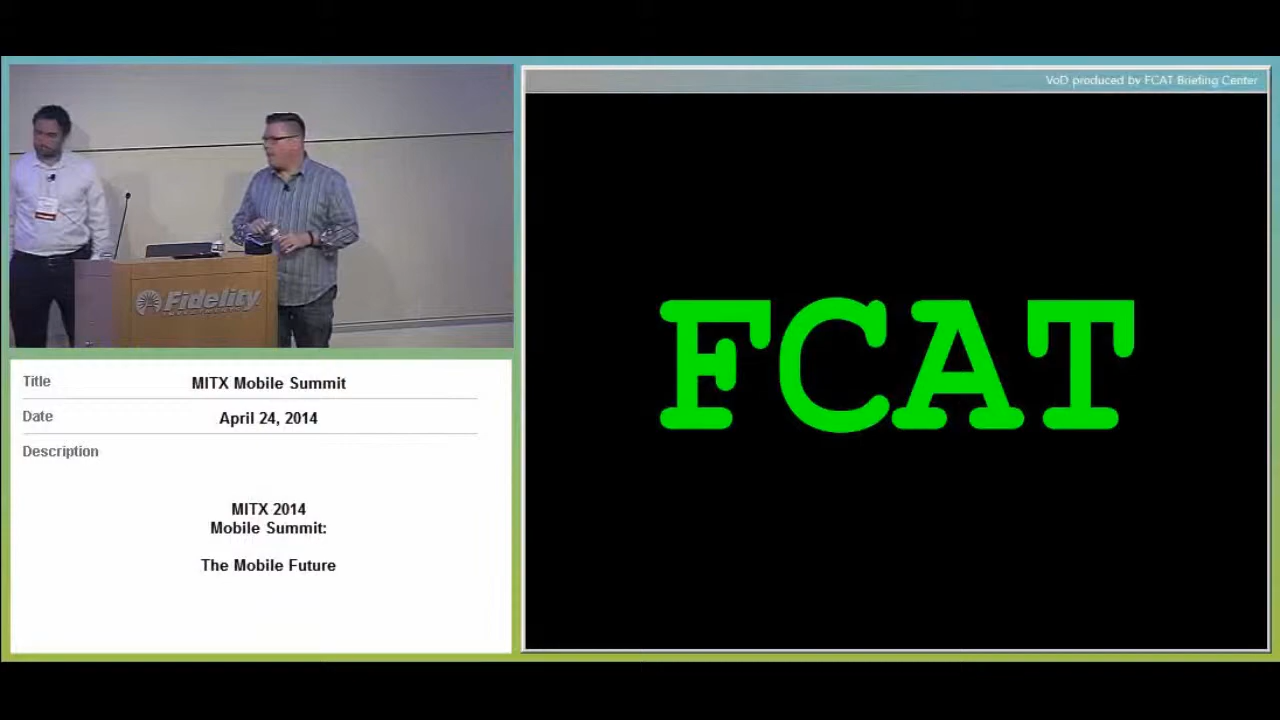 VoD produced by FCAT Briefing Center
Fidelity
FCAT
Title
MITX Mobile Summit
Date
April 24, 2014
Description
MITX 2014
Mobile Summit:
The Mobile Future